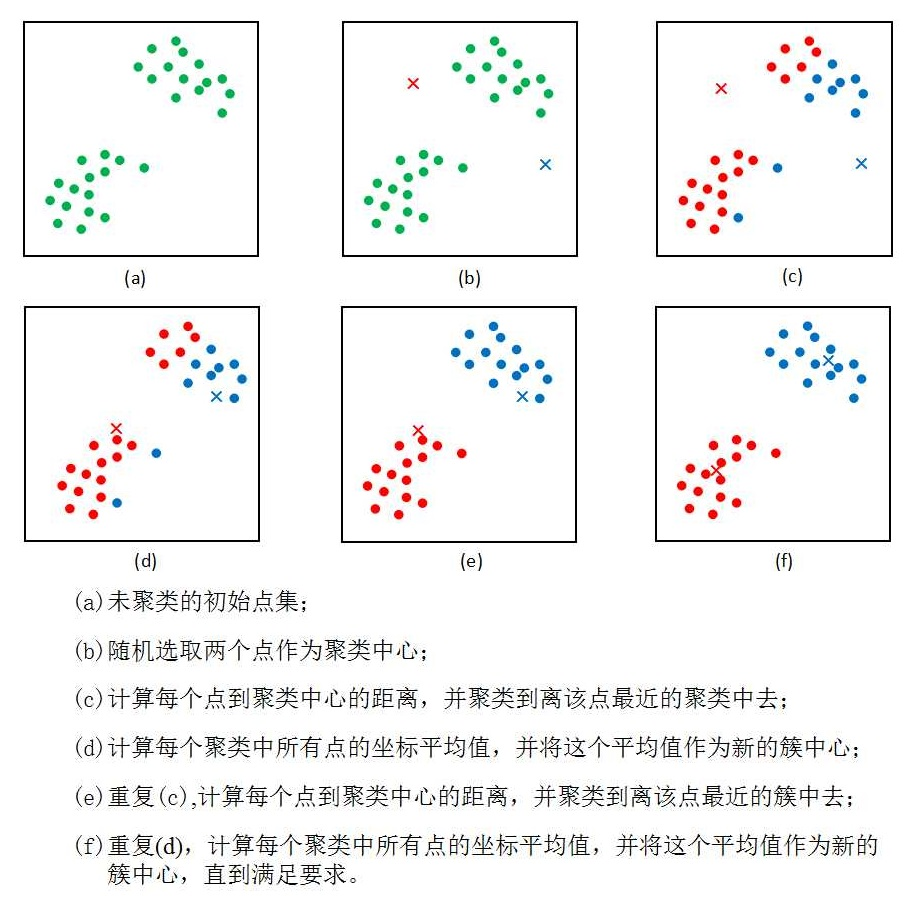 (a)
(b)
(c)
(d)
(e)
(f)
(a)未聚类的初始点集；
(b)随机选取两个点作为聚类中心；
(c)计算每个点到聚类中心的距离，并聚类到离该点最近的聚类中去；
(d)计算每个聚类中所有点的坐标平均值，并将这个平均值作为新的簇中心；
(e)重复(c),计算每个点到聚类中心的距离，并聚类到离该点最近的簇中去；
(f)重复(d)，计算每个聚类中所有点的坐标平均值，并将这个平均值作为新的
簇中心，直到满足要求。